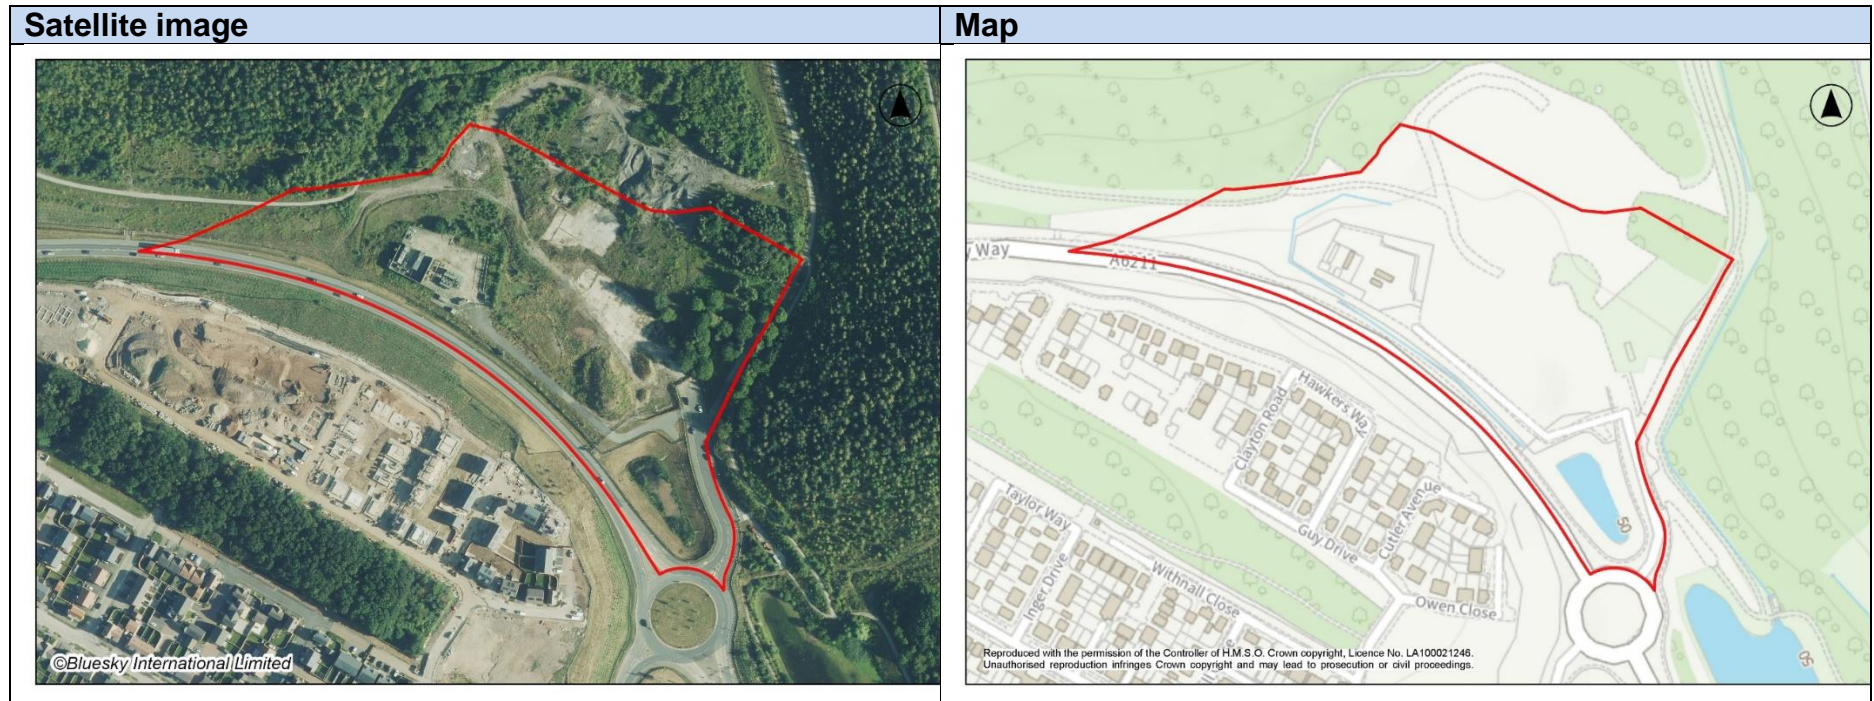 Satellite image
Map
©Bluesky International Limited
Way
A6211
Hawkers Way
Clayton Road
Taylor Way
Guy Drive
Cutler Avenue
Inger Drive
Withnall Close
Owen Close
50
50
Reproduced with the permission of the Controller of H.M.S.O. Crown copyright, Licence No. LA100021246.
Unauthorised reproduction infringes Crown copyright and may lead to prosecution or civil proceedings.